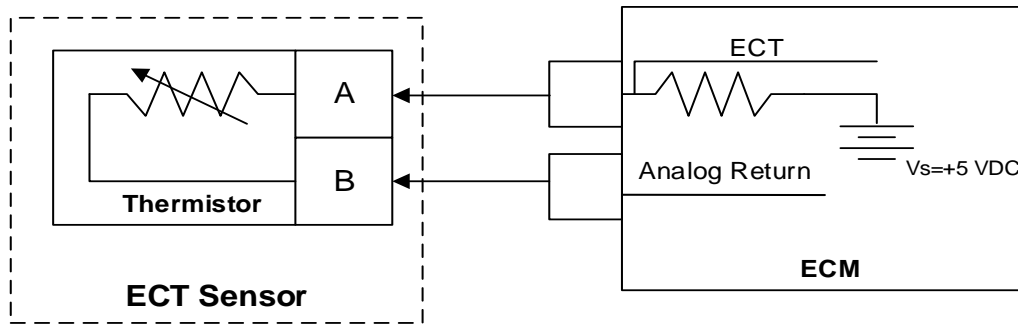 A
B
Thermistor
ECT Sensor
ECT
Analog Return
Vs=+5 VDC
ECM